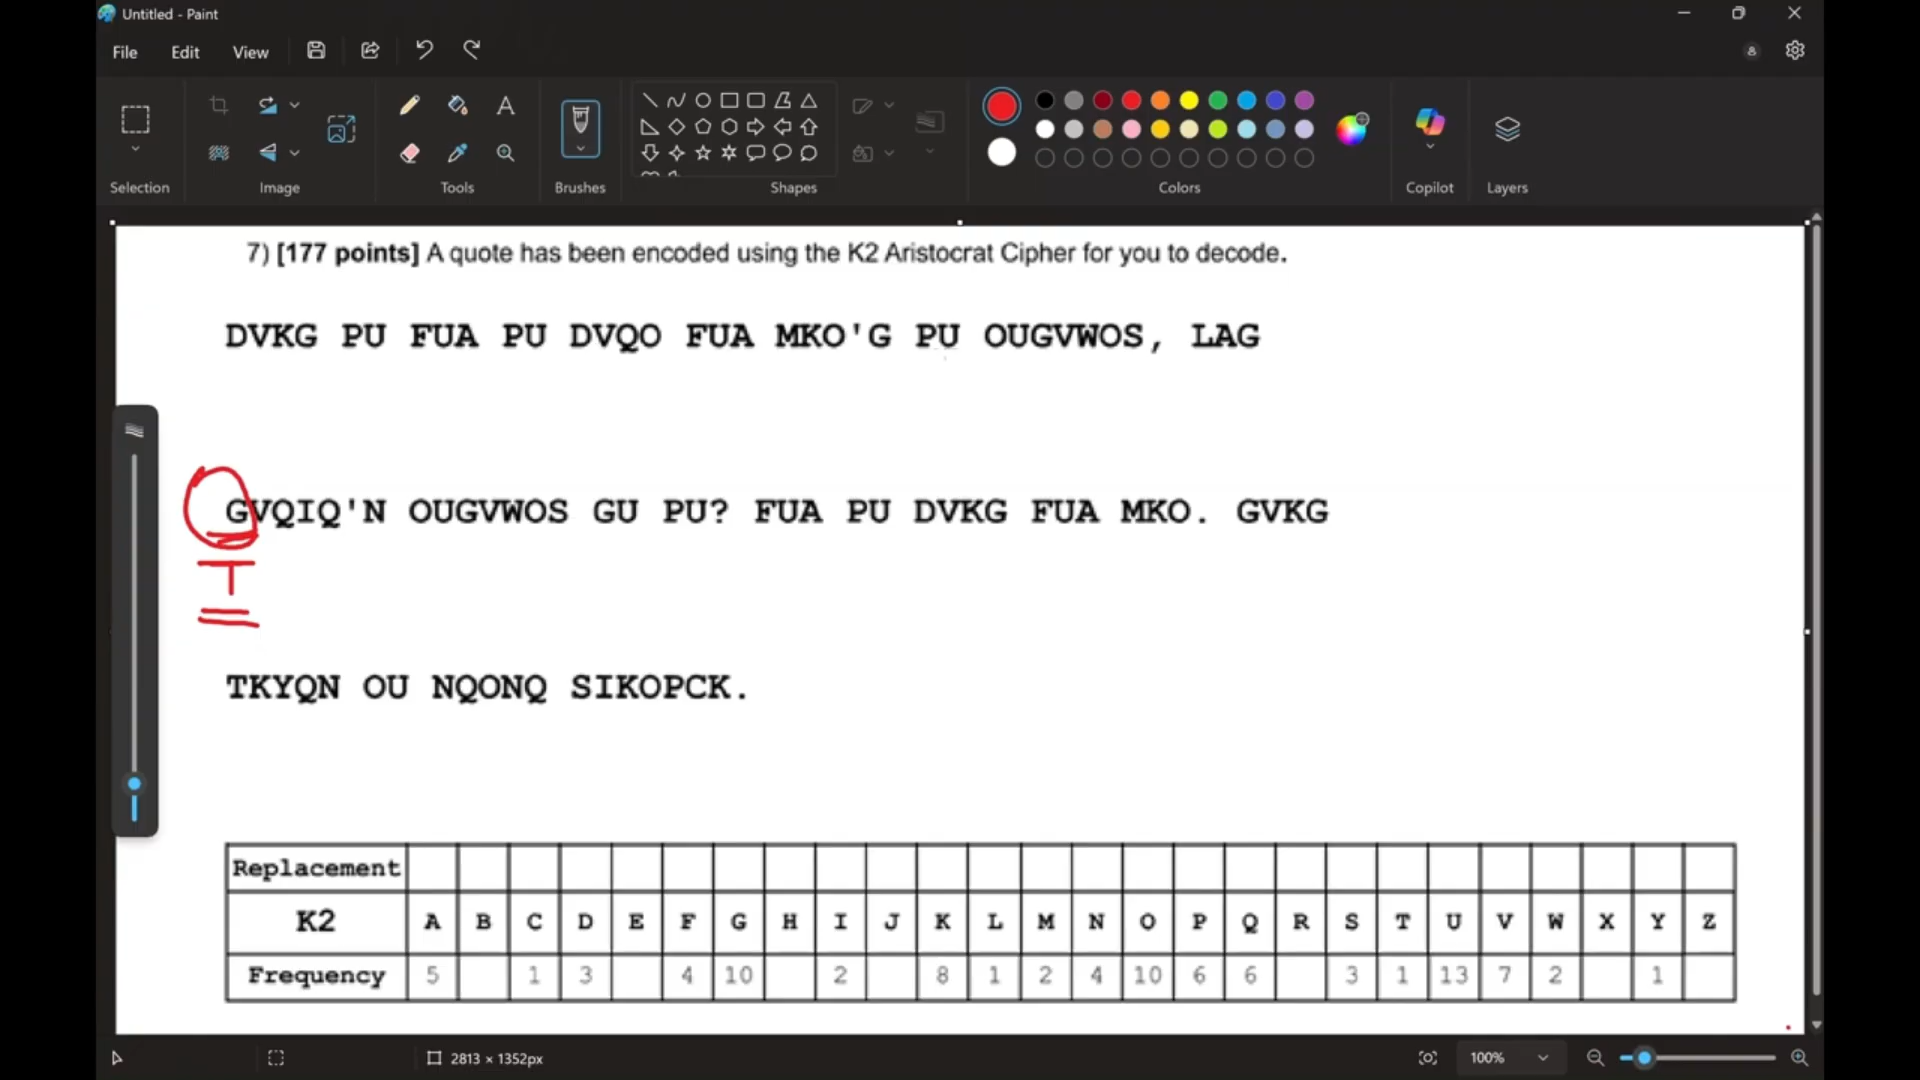 Untitled - Paint
File Edit View
Selection Image Tools Brushes Shapes Colors Copilot Layers
7) [177 points] A quote has been encoded using the K2 Aristocrat Cipher for you to decode.
DVKG PU FUA PU DVQO FUA MKO'G PU OUGVWOS, LAG
GVQIQ'N OUGVWOS GU PU? FUA PU DVKG FUA MKO. GVKG
T
TKYQN OU NQONQ SIKOPCK.
Replacement
K2 A B C D E F G H I J K L M N O P Q R S T U V W X Y Z
Frequency 5 1 3 4 10 2 8 1 2 4 10 6 6 3 1 13 7 2 1
2813 × 1352px 100%